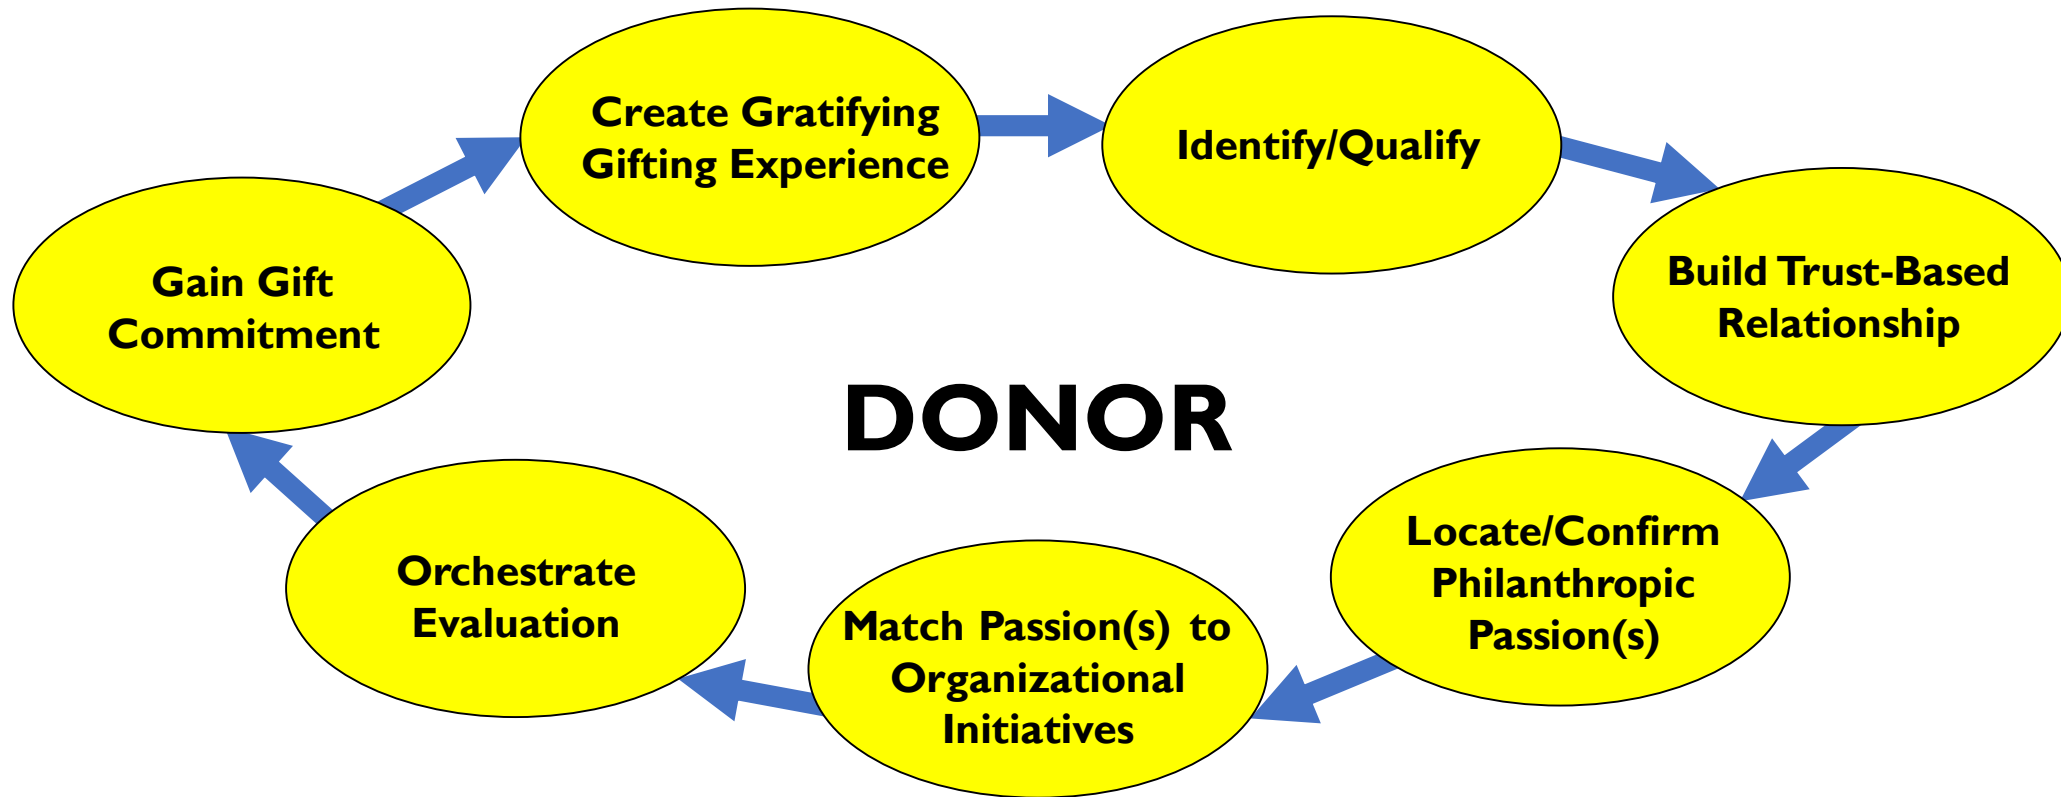 Create Gratifying
Gifting Experience
Identify/Qualify
Build Trust-Based
Relationship
Gain Gift
Commitment
DONOR
Locate/Confirm
Philanthropic
Passion(s)
Orchestrate
Evaluation
Match Passion(s) to
Organizational
Initiatives